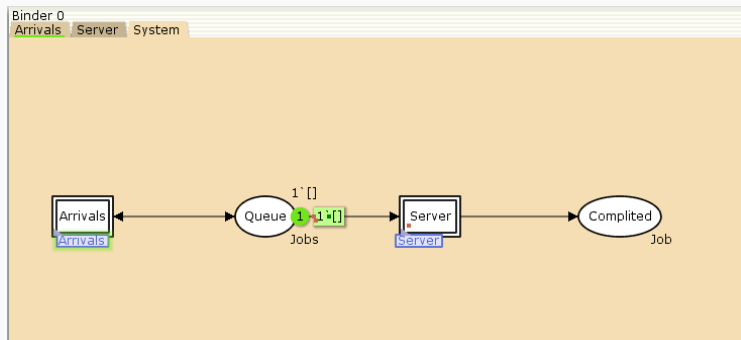 Binder 0
Arrivals Server System
1`[]
Arrivals Queue 1 1`[] Server Complited
Arrivals Jobs Server Job